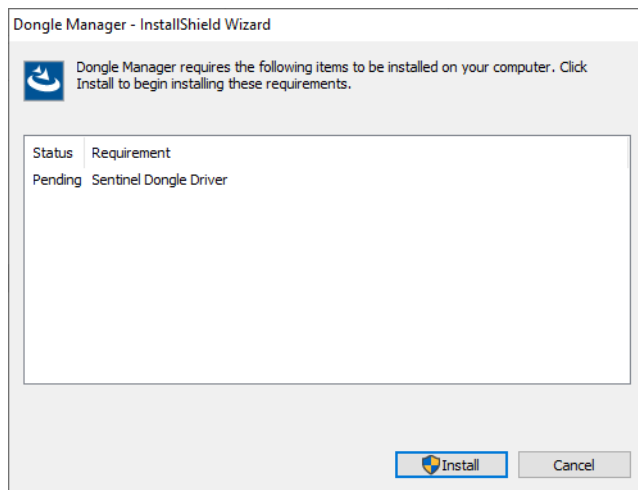 Dongle Manager - InstallShield Wizard
Dongle Manager requires the following items to be installed on your computer. Click
Install to begin installing these requirements.
Status Requirement
Pending Sentinel Dongle Driver
Install Cancel